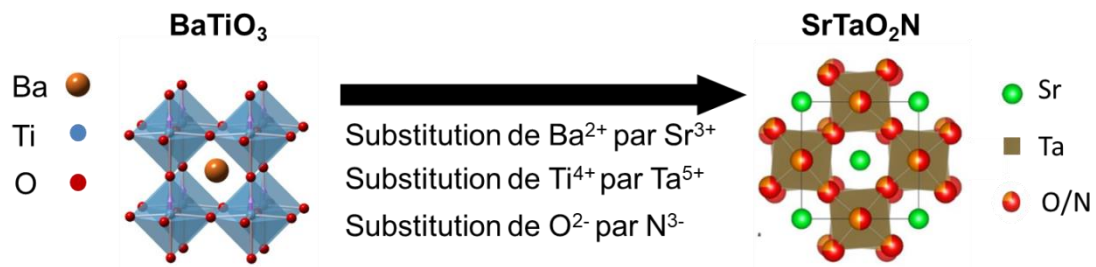 BaTiO₃
SrTaO₂N
Ba
Ti
O
Substitution de Ba²⁺ par Sr³⁺
Substitution de Ti⁴⁺ par Ta⁵⁺
Substitution de O²⁻ par N³⁻
Sr
Ta
O/N